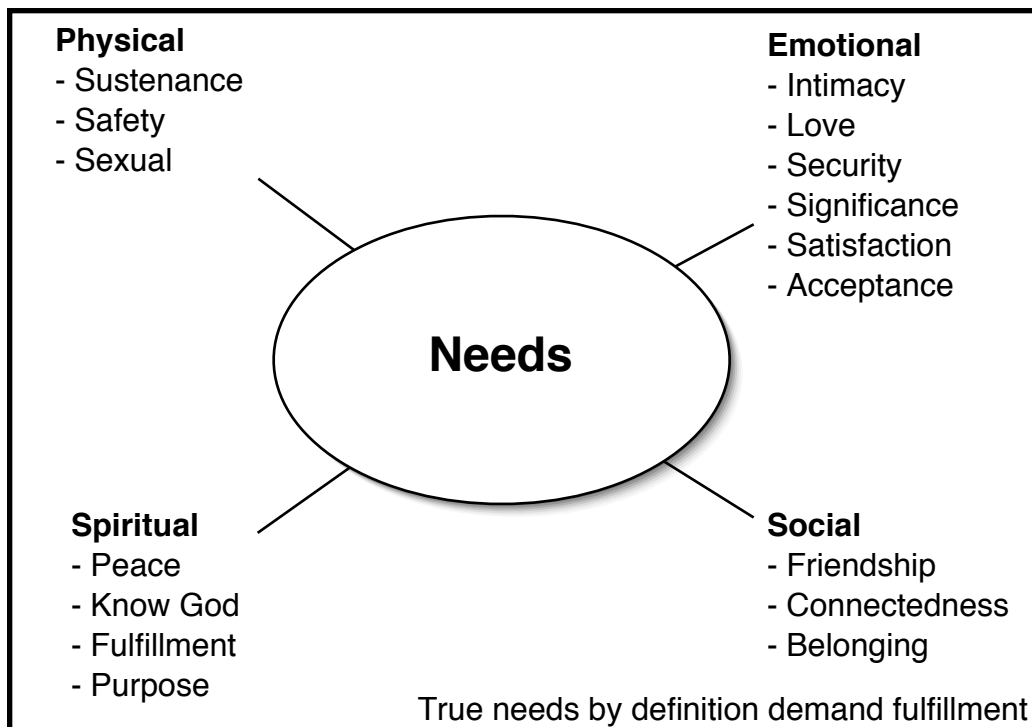 Physical
- Sustenance
- Safety
- Sexual
Emotional
- Intimacy
- Love
- Security
- Significance
- Satisfaction
- Acceptance
Needs
Spiritual
- Peace
- Know God
- Fulfillment
- Purpose
Social
- Friendship
- Connectedness
- Belonging
True needs by definition demand fulfillment